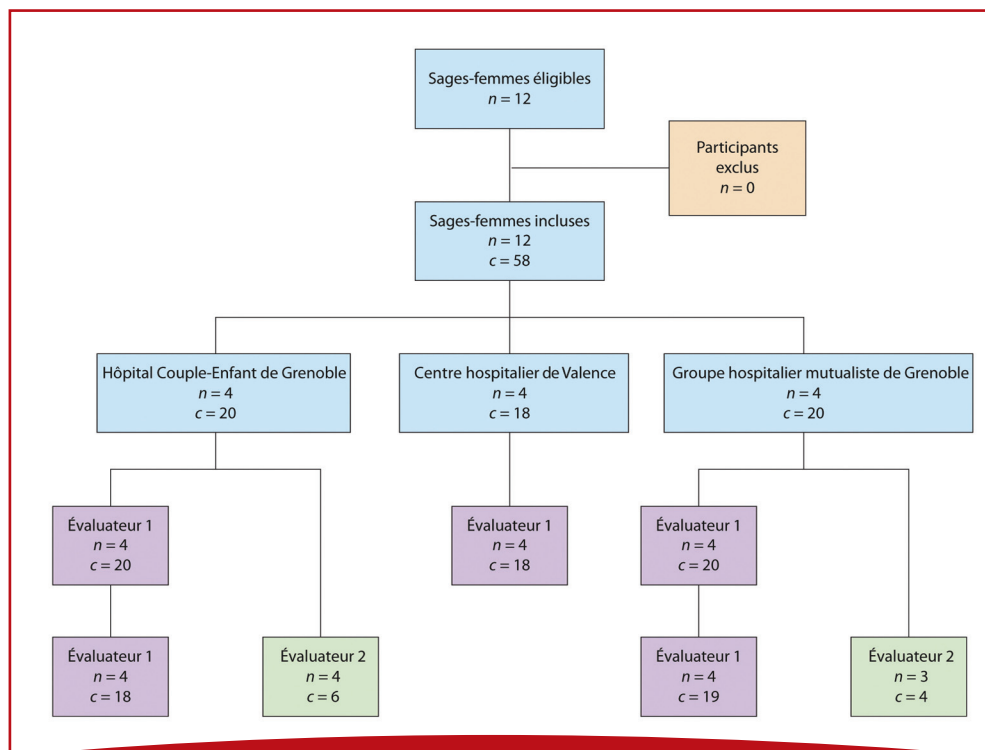 Sages-femmes éligibles
n = 12
Participants
exclus
n = 0
Sages-femmes incluses
n = 12
c = 58
Hôpital Couple-Enfant de Grenoble
n = 4
c = 20
Centre hospitalier de Valence
n = 4
c = 18
Groupe hospitalier mutualiste de Grenoble
n = 4
c = 20
Évaluateur 1
n = 4
c = 20
Évaluateur 1
n = 4
c = 18
Évaluateur 1
n = 4
c = 20
Évaluateur 1
n = 4
c = 18
Évaluateur 2
n = 4
c = 6
Évaluateur 1
n = 4
c = 19
Évaluateur 2
n = 3
c = 4